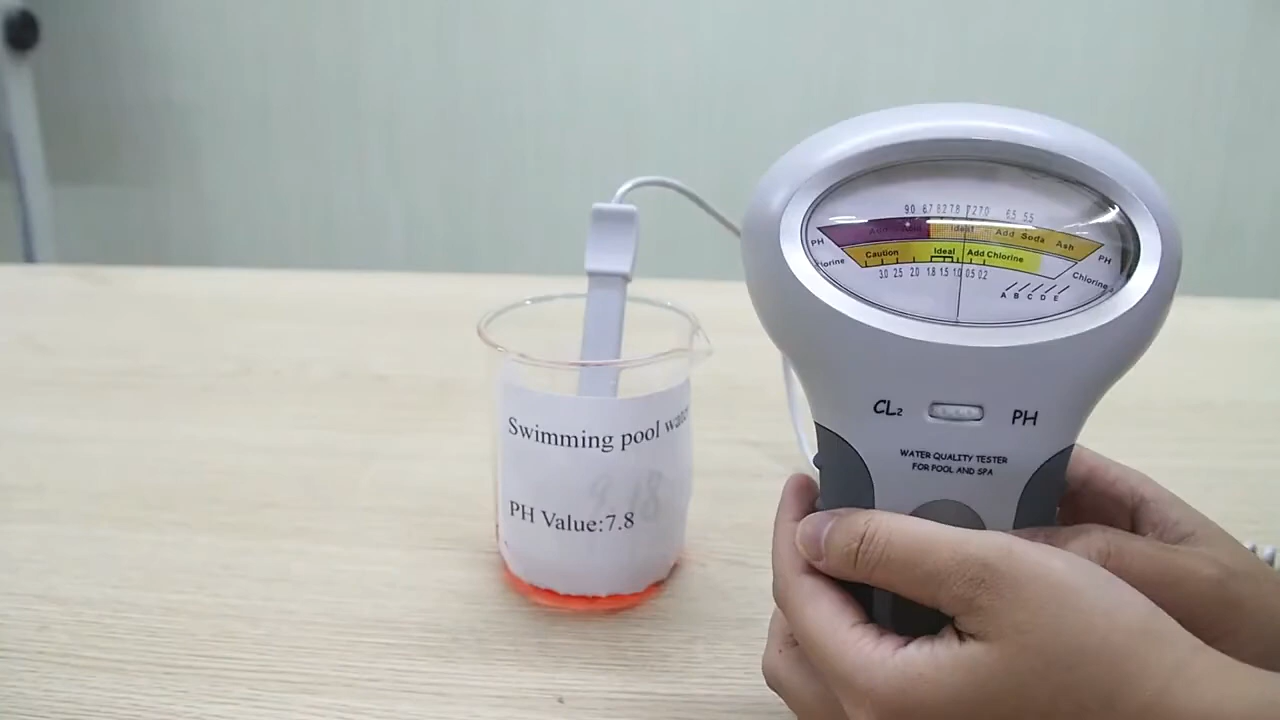 Swimming pool wate
PH Value:7.8
9.0 8.7 8.2 7.8 7.2 7.0 6.5 5.5
Ideal Add Soda Ash
PH PH
Caution Ideal Add Chlorine
lorine Chlorine
3.0 2.5 2.0 1.8 1.5 1.0 0.5 0.2
A B C D E
CL₂ PH
WATER QUALITY TESTER
FOR POOL AND SPA